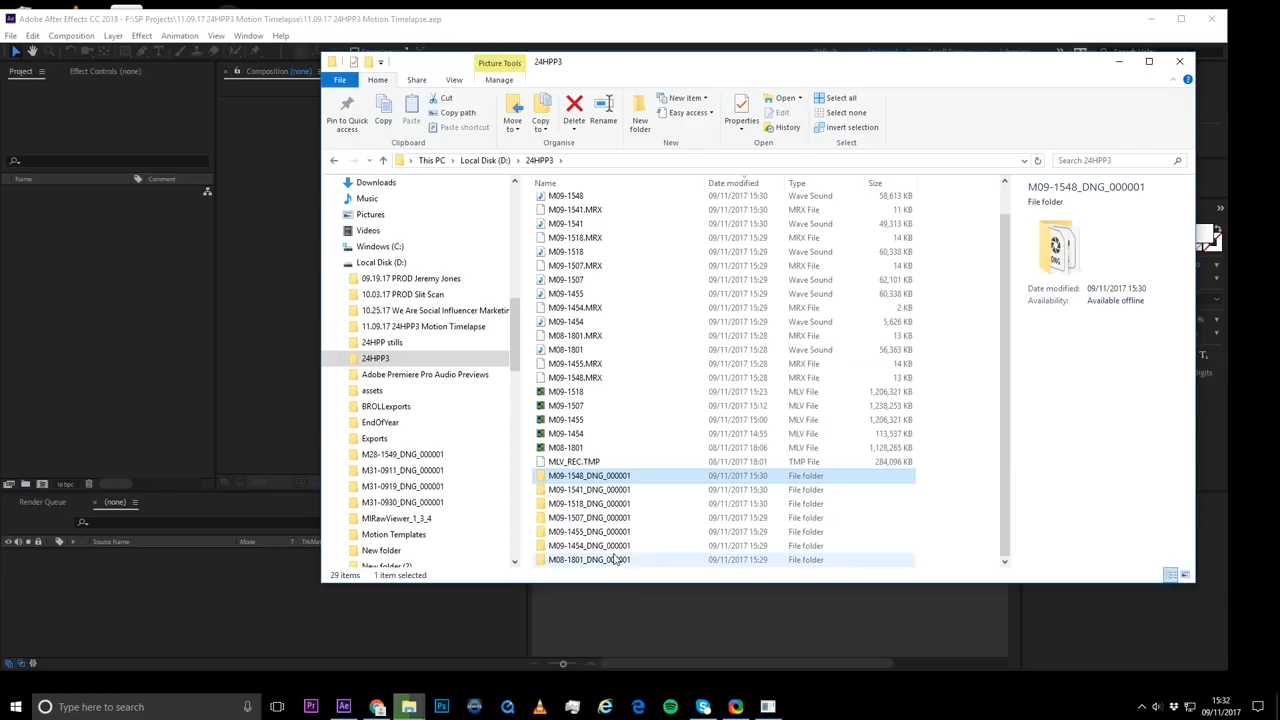 Adobe After Effects CC 2018 - F:\SP Projects\11.09.17 24HPP3 Motion Timelapse\11.09.17 24HPP3 Motion Timelapse.aep
File Edit Composition Layer Effect Animation View Window Help
Picture Tools 24HPP3
Project Effect Controls (none) Composition (none)
File Home Share View Manage
Pin to Quick access
Copy
Paste
Cut
Copy path
Paste shortcut
Clipboard
Move to
Copy to
Delete
Rename
Organise
New folder
New item
Easy access
New
Properties
Open
Edit
History
Open
Select all
Select none
Invert selection
Select
This PC Local Disk (D:) 24HPP3 Search 24HPP3
Name Comment
Downloads
Music
Pictures
Videos
Windows (C:)
Local Disk (D:)
09.19.17 PROD Jeremy Jones
10.03.17 PROD Slit Scan
10.25.17 We Are Social Influencer Marketin
11.09.17 24HPP3 Motion Timelapse
24HPP stills
24HPP3
Adobe Premiere Pro Audio Previews
assets
BROLLexports
EndOfYear
Exports
M28-1549_DNG_000001
M31-0911_DNG_000001
M31-0919_DNG_000001
M31-0930_DNG_000001
MlRawViewer_1_3_4
Motion Templates
New folder
New folder (2)
Name Date modified Type Size
M09-1548 09/11/2017 15:30 Wave Sound 58,613 KB
M09-1541.MRX 09/11/2017 15:30 MRX File 11 KB
M09-1541 09/11/2017 15:30 Wave Sound 49,313 KB
M09-1518.MRX 09/11/2017 15:29 MRX File 14 KB
M09-1518 09/11/2017 15:29 Wave Sound 60,338 KB
M09-1507.MRX 09/11/2017 15:29 MRX File 14 KB
M09-1507 09/11/2017 15:29 Wave Sound 62,101 KB
M09-1455 09/11/2017 15:29 Wave Sound 60,338 KB
M09-1454.MRX 09/11/2017 15:29 MRX File 2 KB
M09-1454 09/11/2017 15:29 Wave Sound 5,626 KB
M08-1801.MRX 09/11/2017 15:28 MRX File 13 KB
M08-1801 09/11/2017 15:28 Wave Sound 56,363 KB
M09-1455.MRX 09/11/2017 15:28 MRX File 14 KB
M09-1548.MRX 09/11/2017 15:28 MRX File 13 KB
M09-1518 09/11/2017 15:23 MLV File 1,206,321 KB
M09-1507 09/11/2017 15:12 MLV File 1,238,253 KB
M09-1455 09/11/2017 15:00 MLV File 1,206,321 KB
M09-1454 09/11/2017 14:55 MLV File 113,537 KB
M08-1801 08/11/2017 18:06 MLV File 1,128,265 KB
MLV_REC.TMP 08/11/2017 18:01 TMP File 284,096 KB
M09-1548_DNG_000001 09/11/2017 15:30 File folder
M09-1541_DNG_000001 09/11/2017 15:30 File folder
M09-1518_DNG_000001 09/11/2017 15:30 File folder
M09-1507_DNG_000001 09/11/2017 15:29 File folder
M09-1455_DNG_000001 09/11/2017 15:29 File folder
M09-1454_DNG_000001 09/11/2017 15:29 File folder
M08-1801_DNG_000001 09/11/2017 15:29 File folder
M09-1548_DNG_000001
File folder
DNG
Date modified: 09/11/2017 15:30
Availability: Available offline
29 items 1 item selected
16 bpc
Render Queue (none)
# Source Name Mode
Type here to search
Pr Ae Ps
15:32
09/11/2017